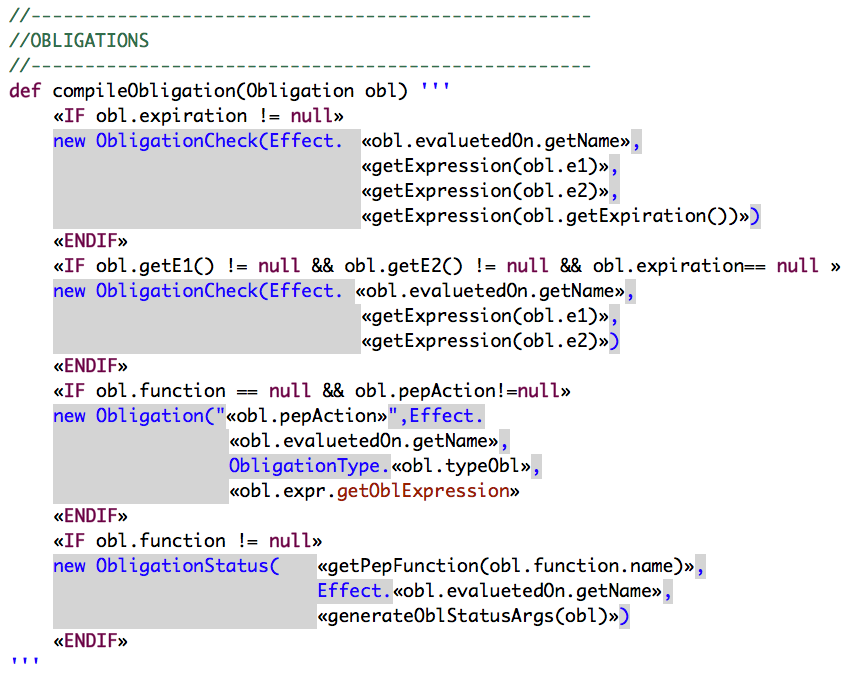 //----------------------------------------------------
//OBLIGATIONS
//----------------------------------------------------
def compileObligation(Obligation obl) '''
    «IF obl.expiration != null»
    new ObligationCheck(Effect. «obl.evaluetedOn.getName»,
                                «getExpression(obl.e1)»,
                                «getExpression(obl.e2)»,
                                «getExpression(obl.getExpiration())»)
    «ENDIF»
    «IF obl.getE1() != null && obl.getE2() != null && obl.expiration== null »
    new ObligationCheck(Effect. «obl.evaluetedOn.getName»,
                                «getExpression(obl.e1)»,
                                «getExpression(obl.e2)»)
    «ENDIF»
    «IF obl.function == null && obl.pepAction!=null»
    new Obligation("«obl.pepAction»",Effect.
                    «obl.evaluetedOn.getName»,
                    ObligationType.«obl.typeObl»,
                    «obl.expr.getOblExpression»
    «ENDIF»
    «IF obl.function != null»
    new ObligationStatus(   «getPepFunction(obl.function.name)»,
                            Effect.«obl.evaluetedOn.getName»,
                            «generateOblStatusArgs(obl)»)
    «ENDIF»
'''